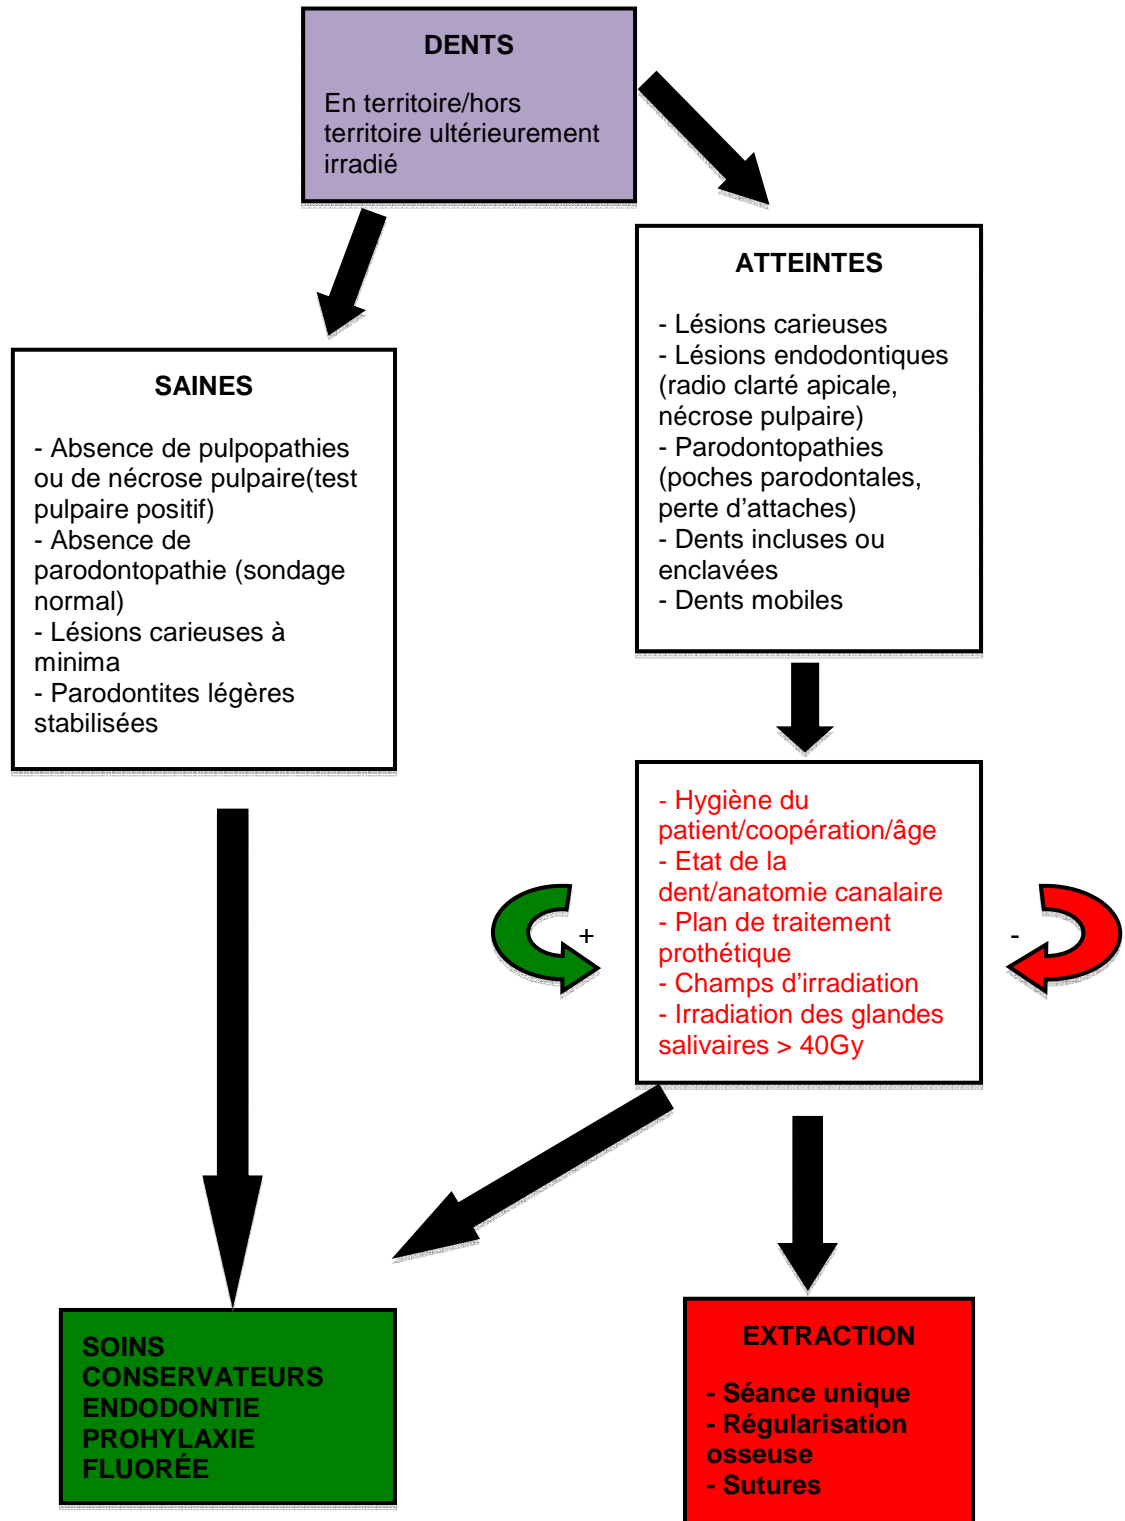 DENTS
En territoire/hors
territoire ultérieurement
irradié
ATTEINTES
- Lésions carieuses
- Lésions endodontiques
(radio clarté apicale,
nécrose pulpaire)
- Parodontopathies
(poches parodontales,
perte d'attaches)
- Dents incluses ou
enclavées
- Dents mobiles
SAINES
- Absence de pulpopathies
ou de nécrose pulpaire(test
pulpaire positif)
- Absence de
parodontopathie (sondage
normal)
- Lésions carieuses à
minima
- Parodontites légères
stabilisées
- Hygiène du
patient/coopération/âge
- Etat de la
dent/anatomie canalaire
- Plan de traitement
prothétique
- Champs d'irradiation
- Irradiation des glandes
salivaires > 40Gy
+
-
SOINS
CONSERVATEURS
ENDODONTIE
PROHYLAXIE
FLUORÉE
EXTRACTION
- Séance unique
- Régularisation
osseuse
- Sutures